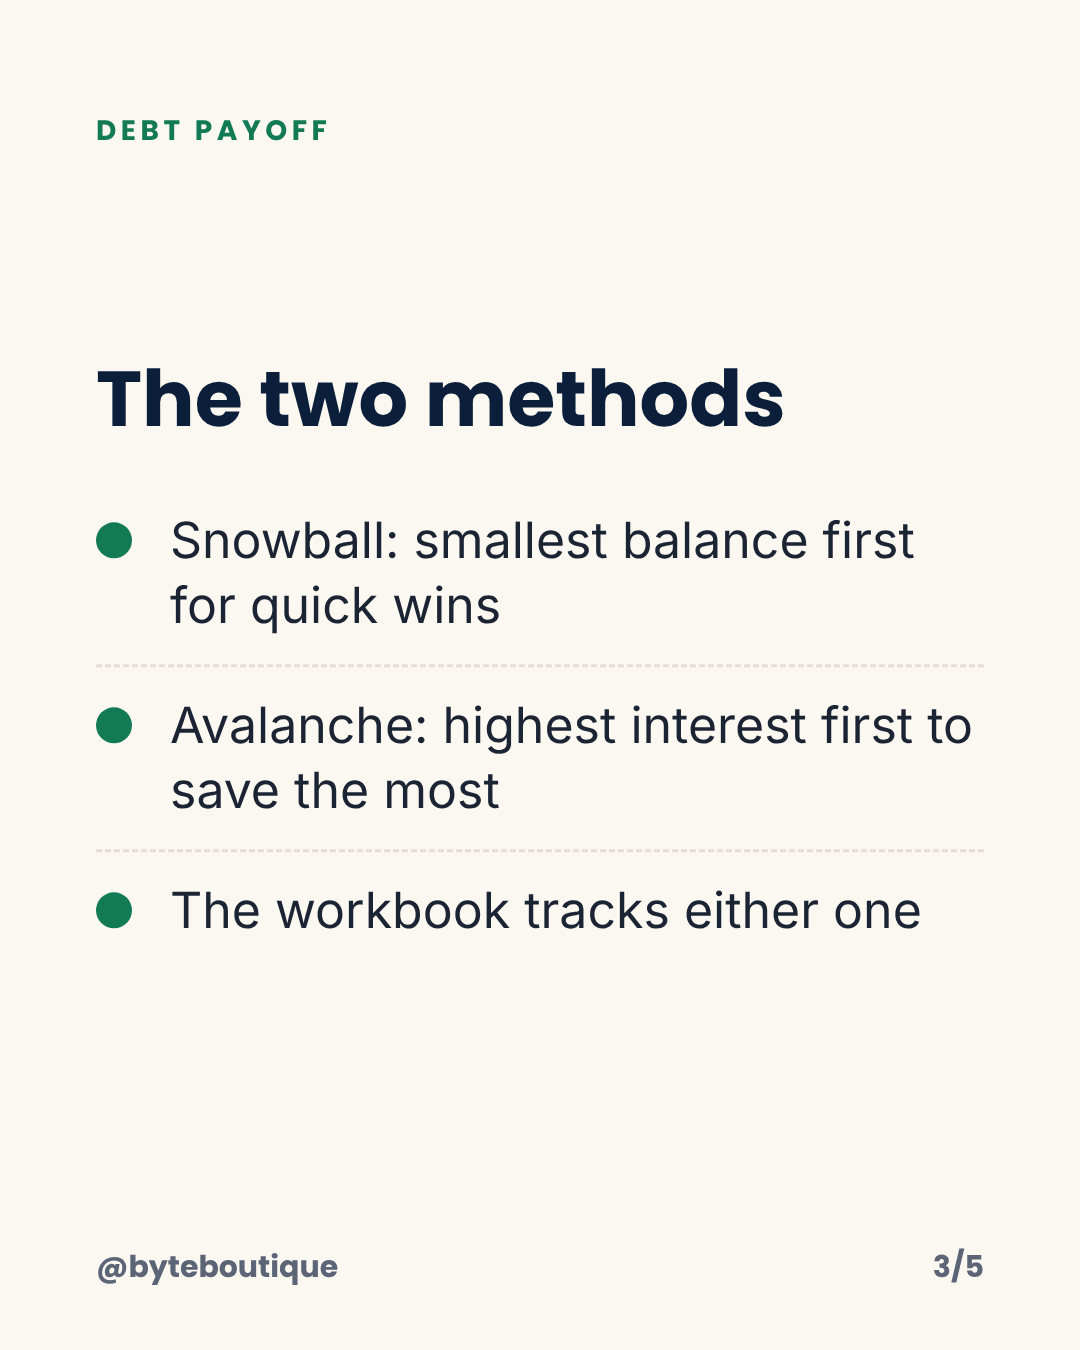 DEBT PAYOFF
The two methods
Snowball: smallest balance first
for quick wins
Avalanche: highest interest first to
save the most
The workbook tracks either one
@byteboutique
3/5